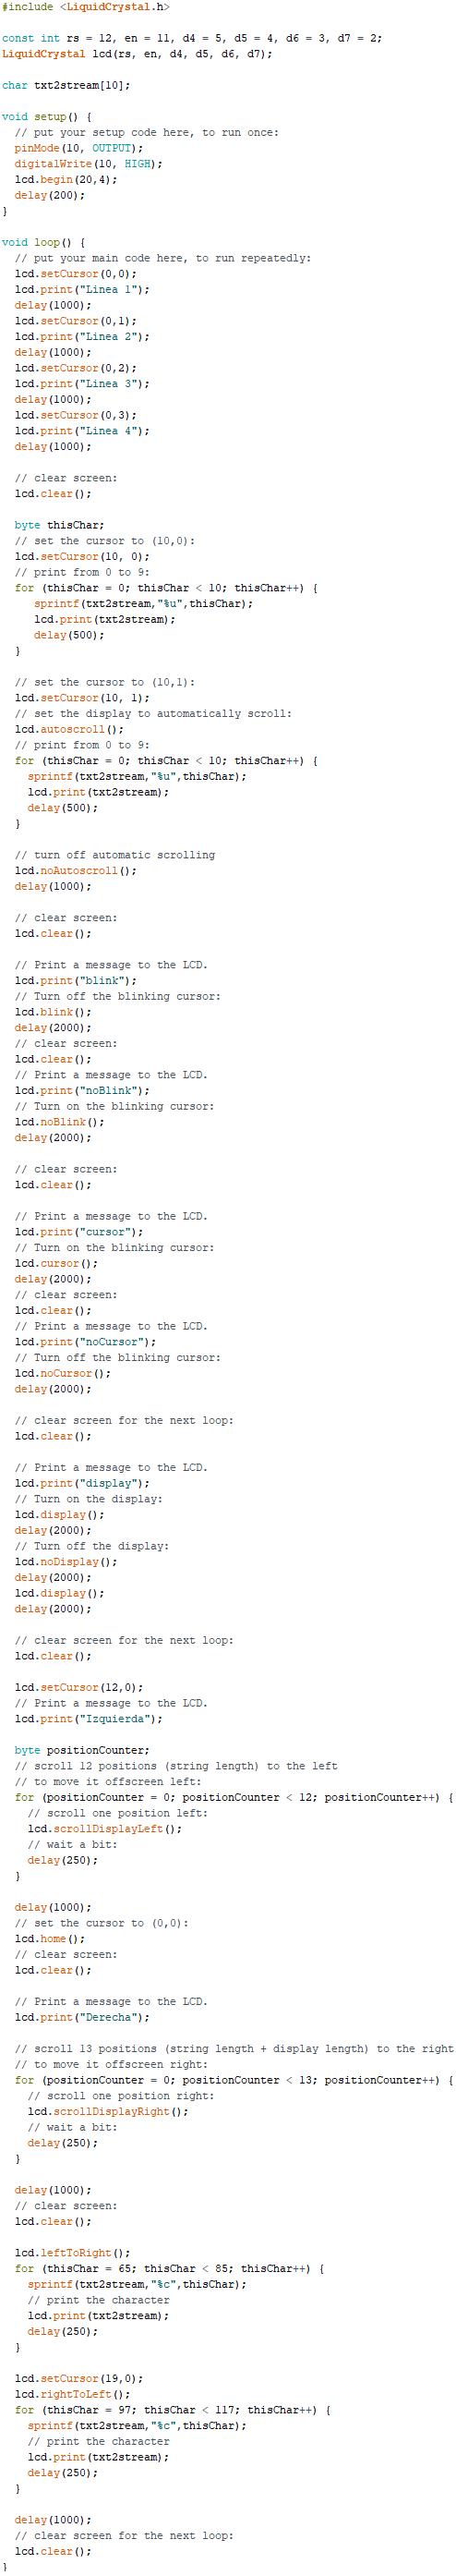 #include <LiquidCrystal.h>

const int rs = 12, en = 11, d4 = 5, d5 = 4, d6 = 3, d7 = 2;
LiquidCrystal lcd(rs, en, d4, d5, d6, d7);

char txt2stream[10];

void setup() {
  // put your setup code here, to run once:
  pinMode(10, OUTPUT);
  digitalWrite(10, HIGH);
  lcd.begin(20,4);
  delay(200);
}

void loop() {
  // put your main code here, to run repeatedly:
  lcd.setCursor(0,0);
  lcd.print("Linea 1");
  delay(1000);
  lcd.setCursor(0,1);
  lcd.print("Linea 2");
  delay(1000);
  lcd.setCursor(0,2);
  lcd.print("Linea 3");
  delay(1000);
  lcd.setCursor(0,3);
  lcd.print("Linea 4");
  delay(1000);

  // clear screen:
  lcd.clear();

  byte thisChar;
  // set the cursor to (10,0):
  lcd.setCursor(10, 0);
  // print from 0 to 9:
  for (thisChar = 0; thisChar < 10; thisChar++) {
     sprintf(txt2stream,"%u",thisChar);
     lcd.print(txt2stream);
     delay(500);
  }

  // set the cursor to (10,1):
  lcd.setCursor(10, 1);
  // set the display to automatically scroll:
  lcd.autoscroll();
  // print from 0 to 9:
  for (thisChar = 0; thisChar < 10; thisChar++) {
    sprintf(txt2stream,"%u",thisChar);
    lcd.print(txt2stream);
    delay(500);
  }

  // turn off automatic scrolling
  lcd.noAutoscroll();
  delay(1000);

  // clear screen:
  lcd.clear();

  // Print a message to the LCD.
  lcd.print("blink");
  // Turn off the blinking cursor:
  lcd.blink();
  delay(2000);
  // clear screen:
  lcd.clear();
  // Print a message to the LCD.
  lcd.print("noBlink");
  // Turn on the blinking cursor:
  lcd.noBlink();
  delay(2000);

  // clear screen:
  lcd.clear();

  // Print a message to the LCD.
  lcd.print("cursor");
  // Turn on the blinking cursor:
  lcd.cursor();
  delay(2000);
  // clear screen:
  lcd.clear();
  // Print a message to the LCD.
  lcd.print("noCursor");
  // Turn off the blinking cursor:
  lcd.noCursor();
  delay(2000);

  // clear screen for the next loop:
  lcd.clear();

  // Print a message to the LCD.
  lcd.print("display");
  // Turn on the display:
  lcd.display();
  delay(2000);
  // Turn off the display:
  lcd.noDisplay();
  delay(2000);
  lcd.display();
  delay(2000);

  // clear screen for the next loop:
  lcd.clear();

  lcd.setCursor(12,0);
  // Print a message to the LCD.
  lcd.print("Izquierda");

  byte positionCounter;
  // scroll 12 positions (string length) to the left
  // to move it offscreen left:
  for (positionCounter = 0; positionCounter < 12; positionCounter++) {
    // scroll one position left:
    lcd.scrollDisplayLeft();
    // wait a bit:
    delay(250);
  }

  delay(1000);
  // set the cursor to (0,0):
  lcd.home();
  // clear screen:
  lcd.clear();

  // Print a message to the LCD.
  lcd.print("Derecha");

  // scroll 13 positions (string length + display length) to the right
  // to move it offscreen right:
  for (positionCounter = 0; positionCounter < 13; positionCounter++) {
    // scroll one position right:
    lcd.scrollDisplayRight();
    // wait a bit:
    delay(250);
  }

  delay(1000);
  // clear screen:
  lcd.clear();

  lcd.leftToRight();
  for (thisChar = 65; thisChar < 85; thisChar++) {
    sprintf(txt2stream,"%c",thisChar);
    // print the character
    lcd.print(txt2stream);
    delay(250);
  }

  lcd.setCursor(19,0);
  lcd.rightToLeft();
  for (thisChar = 97; thisChar < 117; thisChar++) {
    sprintf(txt2stream,"%c",thisChar);
    // print the character
    lcd.print(txt2stream);
    delay(250);
  }

  delay(1000);
  // clear screen for the next loop:
  lcd.clear();
}